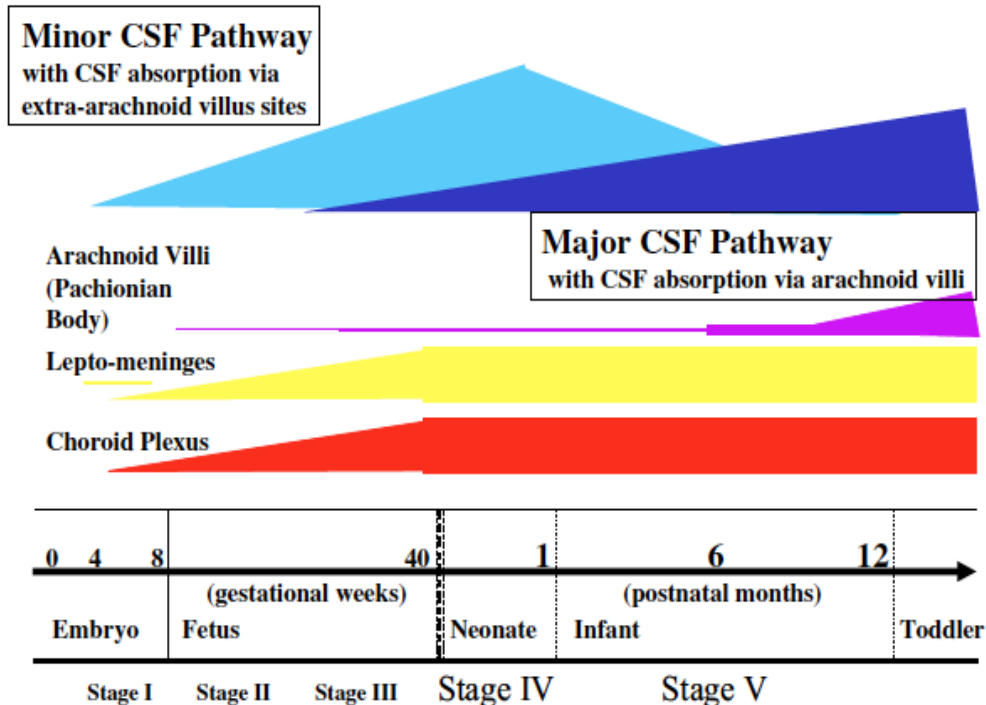 Minor CSF Pathway
with CSF absorption via
extra-arachnoid villus sites
Major CSF Pathway
with CSF absorption via arachnoid villi
Arachnoid Villi
(Pachionian
Body)
Lepto-meninges
Choroid Plexus
0 4 8 40 1 6 12
(gestational weeks) (postnatal months)
Embryo Fetus Neonate Infant Toddler
Stage I Stage II Stage III Stage IV Stage V